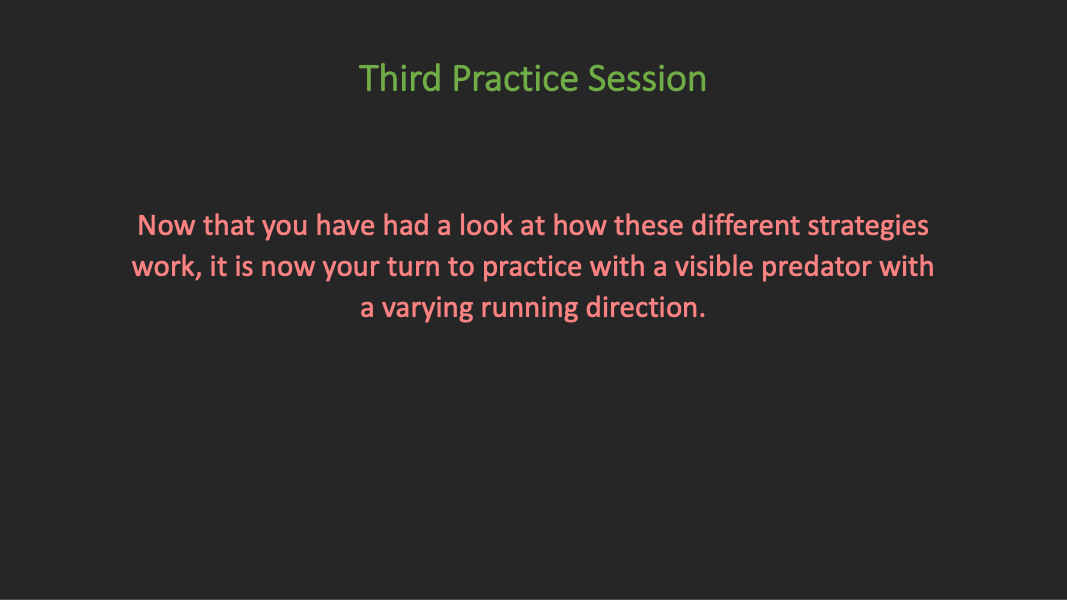 Third Practice Session
Now that you have had a look at how these different strategies
work, it is now your turn to practice with a visible predator with
a varying running direction.